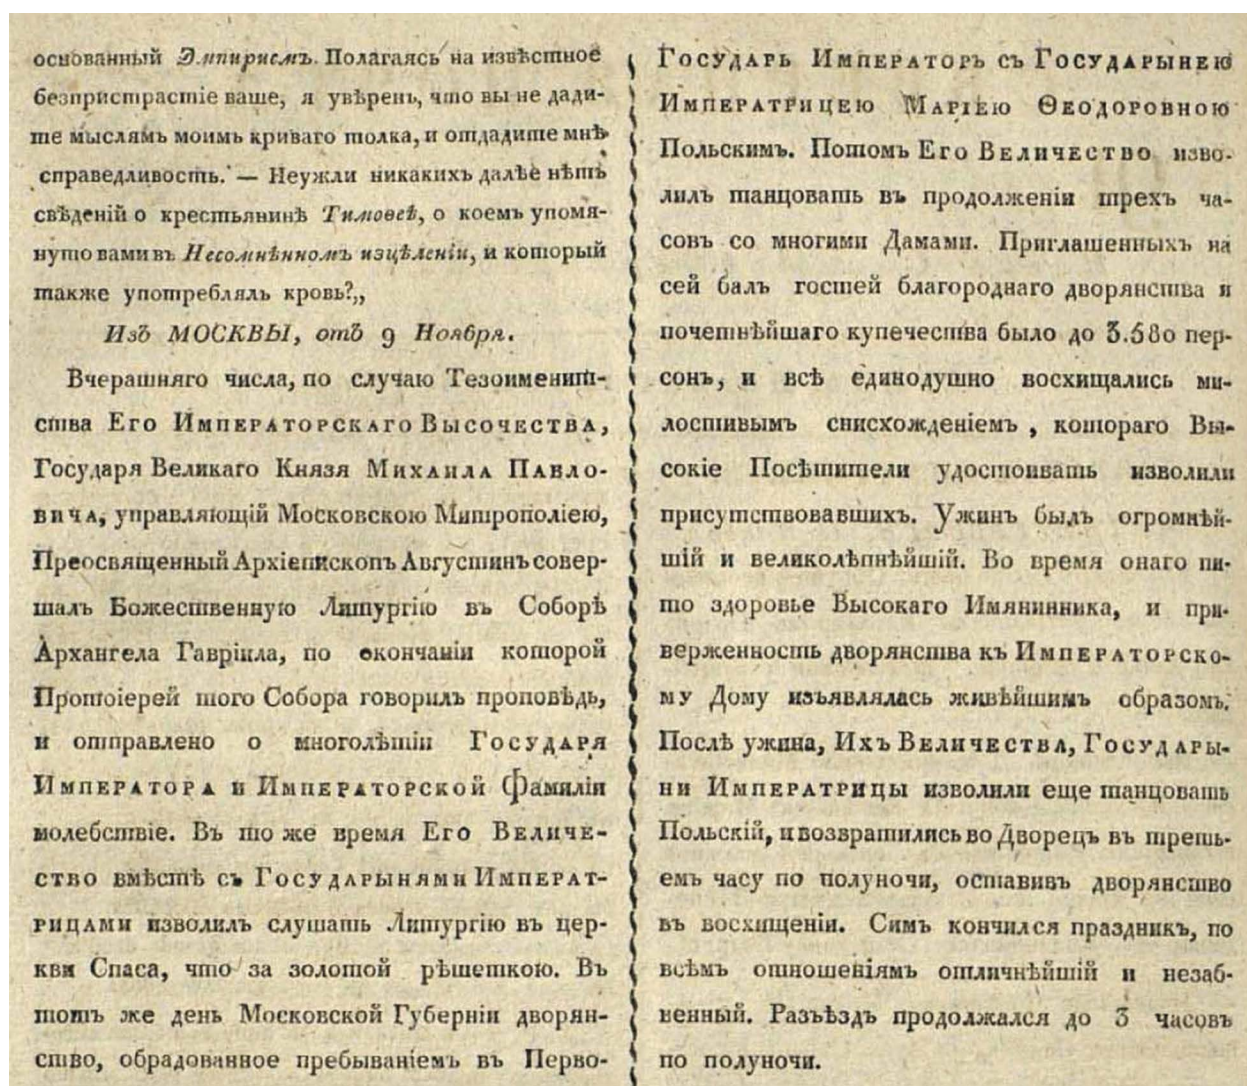 основанный Эмпирисмъ. Полагаясь на извѣстное
безпристрастіе ваше, я увѣренъ, что вы не дади-
те мыслямъ моимъ криваго толка, и отдадите мнѣ
справедливость." — Неужли никакихъ далѣе нѣтъ
свѣденій о крестьянинѣ Тимоѳеѣ, о коемъ упомя-
нуто вами въ Несомнѣнномъ изцѣленіи, и который
также употреблялъ кровь?„
Изъ МОСКВЫ, отъ 9 Ноября.
Вчерашняго числа, по случаю Тезоименит-
ства Его Императорскаго Высочества,
Государя Великаго Князя Михаила Павло-
вича, управляющій Московскою Митрополіею,
Преосвященный Архіепископъ Августинъ совер-
шалъ Божественную Литургію въ Соборѣ
Архангела Гавріила, по окончаніи которой
Протоіерей того Собора говорилъ проповѣдь,
и отправлено о многолѣтіи Государя
Императора и Императорской Фамиліи
молебствіе. Въ то же время Его Величе-
ство вмѣстѣ съ Государынями Императ-
рицами изволилъ слушать Литургію въ цер-
кви Спаса, что за золотой рѣшеткою. Въ
тотъ же день Московской Губерніи дворян-
ство, обрадованное пребываніемъ въ Перво-
Государь Императоръ съ Государынею
Императрицею Маріею Ѳеодоровною
Польскимъ. Потомъ Его Величество изво-
лилъ танцовать въ продолженіи трехъ ча-
совъ со многими Дамами. Приглашенныхъ на
сей балъ гостей благороднаго дворянства и
почетнѣйшаго купечества было до 3.580 пер-
сонъ, и всѣ единодушно восхищались ми-
лостивымъ снисхожденіемъ, котораго Вы-
сокіе Посѣтители удостоивать изволили
присутствовавшихъ. Ужинъ былъ огромнѣй-
шій и великолѣпнѣйшій. Во время онаго пи-
то здоровье Высокаго Имянинника, и при-
верженность дворянства къ Императорско-
му Дому изъявлялась живѣйшимъ образомъ.
Послѣ ужина, Ихъ Величества, Государы-
ни Императрицы изволили еще танцовать
Польскій, и возвратились во Дворецъ въ треть-
емъ часу по полуночи, оставивъ дворянство
въ восхищеніи. Симъ кончился праздникъ, по
всѣмъ отношеніямъ отличнѣйшій и незаб-
венный. Разъѣздъ продолжался до 3 часовъ
по полуночи.